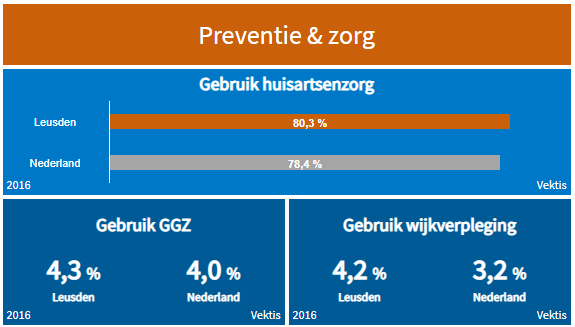 Preventie & zorg
Gebruik huisartsenzorg
Leusden 80,3 %
Nederland 78,4 %
2016 Vektis
Gebruik GGZ
4,3 % 4,0 %
Leusden Nederland
2016 Vektis
Gebruik wijkverpleging
4,2 % 3,2 %
Leusden Nederland
2016 Vektis